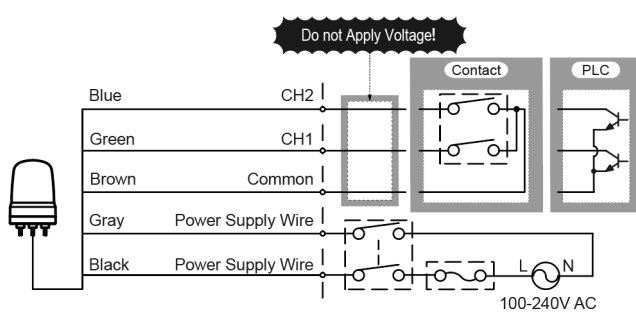 Do not Apply Voltage!
Contact
PLC
Blue CH2
Green CH1
Brown Common
Gray Power Supply Wire
Black Power Supply Wire
L N
100-240V AC